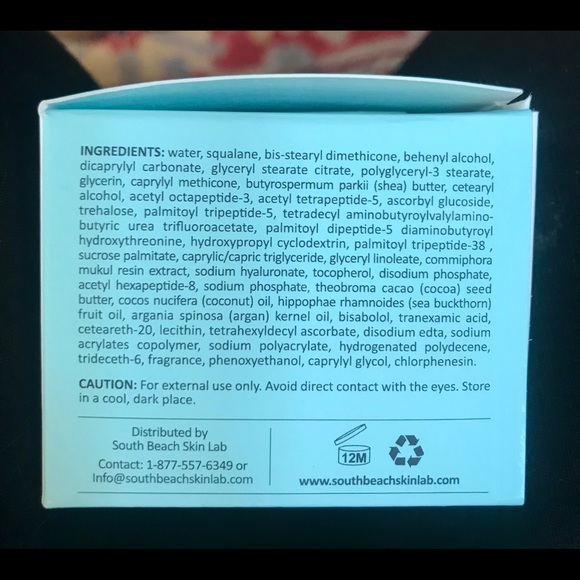 INGREDIENTS: water, squalane, bis-stearyl dimethicone, behenyl alcohol,
dicaprylyl carbonate, glyceryl stearate citrate, polyglyceryl-3 stearate,
glycerin, caprylyl methicone, butyrospermum parkii (shea) butter, cetearyl
alcohol, acetyl octapeptide-3, acetyl tetrapeptide-5, ascorbyl glucoside,
trehalose, palmitoyl tripeptide-5, tetradecyl aminobutyroylvalylamino-
butyric urea trifluoroacetate, palmitoyl dipeptide-5 diaminobutyroyl
hydroxythreonine, hydroxypropyl cyclodextrin, palmitoyl tripeptide-38 ,
sucrose palmitate, caprylic/capric triglyceride, glyceryl linoleate, commiphora
mukul resin extract, sodium hyaluronate, tocopherol, disodium phosphate,
acetyl hexapeptide-8, sodium phosphate, theobroma cacao (cocoa) seed
butter, cocos nucifera (coconut) oil, hippophae rhamnoides (sea buckthorn)
fruit oil, argania spinosa (argan) kernel oil, bisabolol, tranexamic acid,
ceteareth-20, lecithin, tetrahexyldecyl ascorbate, disodium edta, sodium
acrylates copolymer, sodium polyacrylate, hydrogenated polydecene,
trideceth-6, fragrance, phenoxyethanol, caprylyl glycol, chlorphenesin.
CAUTION: For external use only. Avoid direct contact with the eyes. Store
in a cool, dark place.
Distributed by
South Beach Skin Lab
Contact: 1-877-557-6349 or
Info@southbeachskinlab.com
12M
www.southbeachskinlab.com